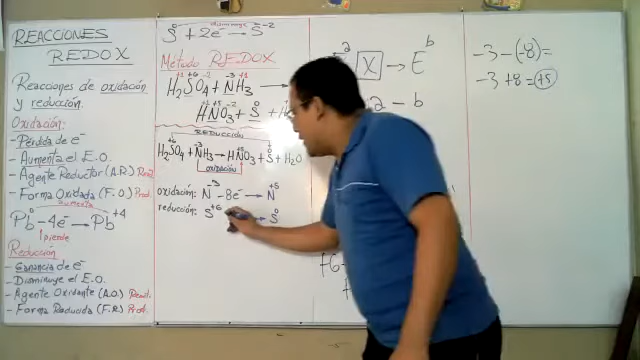 REACCIONES
REDOX
Reacciones de oxidación
y reducción.
Oxidación:
- Pérdida de e⁻
- Aumenta el E.O.
- Agente Reductor (A.R) React.
- Forma Oxidada (F.O) Prod.
aumenta
Pb⁰ - 4e⁻ → Pb⁺⁴
pierde
Reducción
- Ganancia de e⁻
- Disminuye el E.O.
- Agente Oxidante (A.O.) React.
- Forma Reducida (F.R) Prod.
disminuye
S⁰ + 2e⁻ → S⁻²
Método REDOX
+1 +6 -2 -3 +1
H₂SO₄ + NH₃ →
+1 +5 -2 0
HNO₃ + S + H
REDUCCIÓN
+6 -3 +5 0
H₂SO₄ + NH₃ → HNO₃ + S + H₂O
OXIDACIÓN
oxidación: N⁻³ - 8e⁻ → N⁺⁵
reducción: S⁺⁶ → S⁰
a X → E b
2 - b
+6
-3 - (-8) =
-3 + 8 = +5